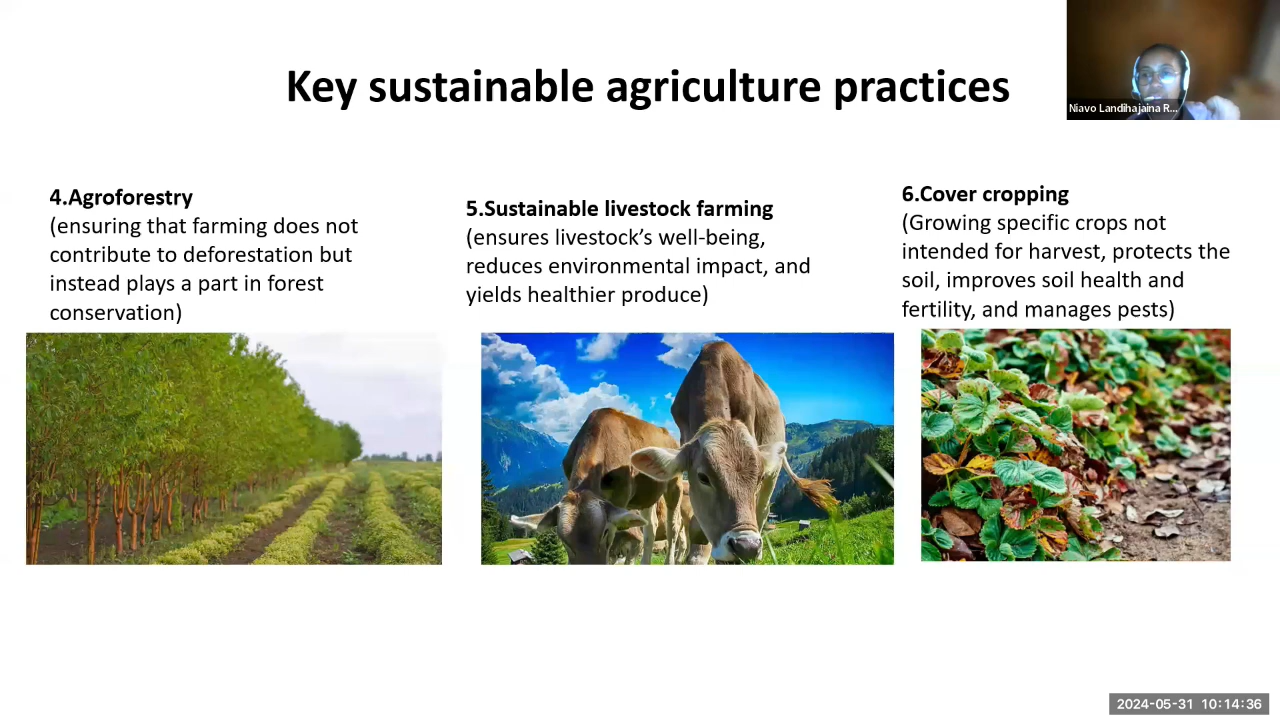 Key sustainable agriculture practices
Niavo Landihajaina R...
4.Agroforestry
(ensuring that farming does not
contribute to deforestation but
instead plays a part in forest
conservation)
5.Sustainable livestock farming
(ensures livestock’s well-being,
reduces environmental impact, and
yields healthier produce)
6.Cover cropping
(Growing specific crops not
intended for harvest, protects the
soil, improves soil health and
fertility, and manages pests)
2024-05-31 10:14:36